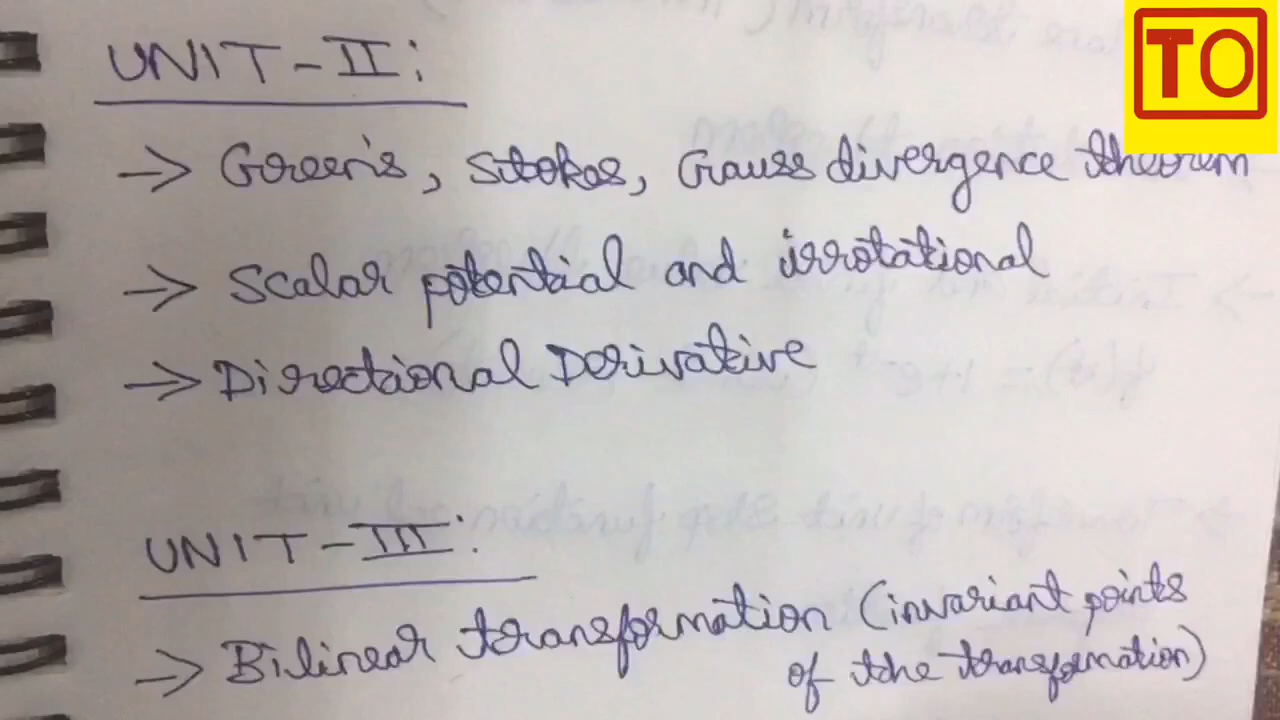 TO
UNIT-II:
→ Green's, Stokes, Gauss divergence theorem
→ Scalar potential and irrotational
→ Directional Derivative
UNIT-III:
→ Bilinear transformation (invariant points
of the transformation)